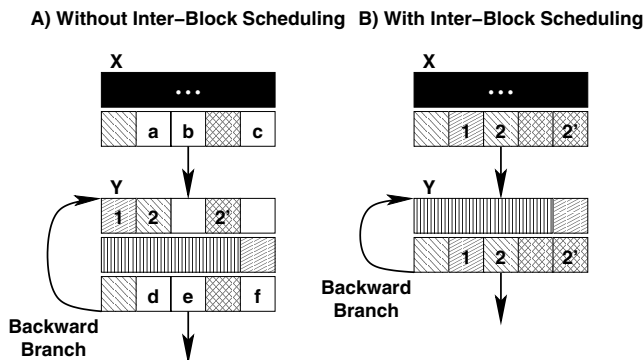 A) Without Inter-Block Scheduling B) With Inter-Block Scheduling
X X
... ...
a b c 1 2 2'
Y Y
1 2 2'
d e f 1 2 2'
Backward Branch
Backward Branch